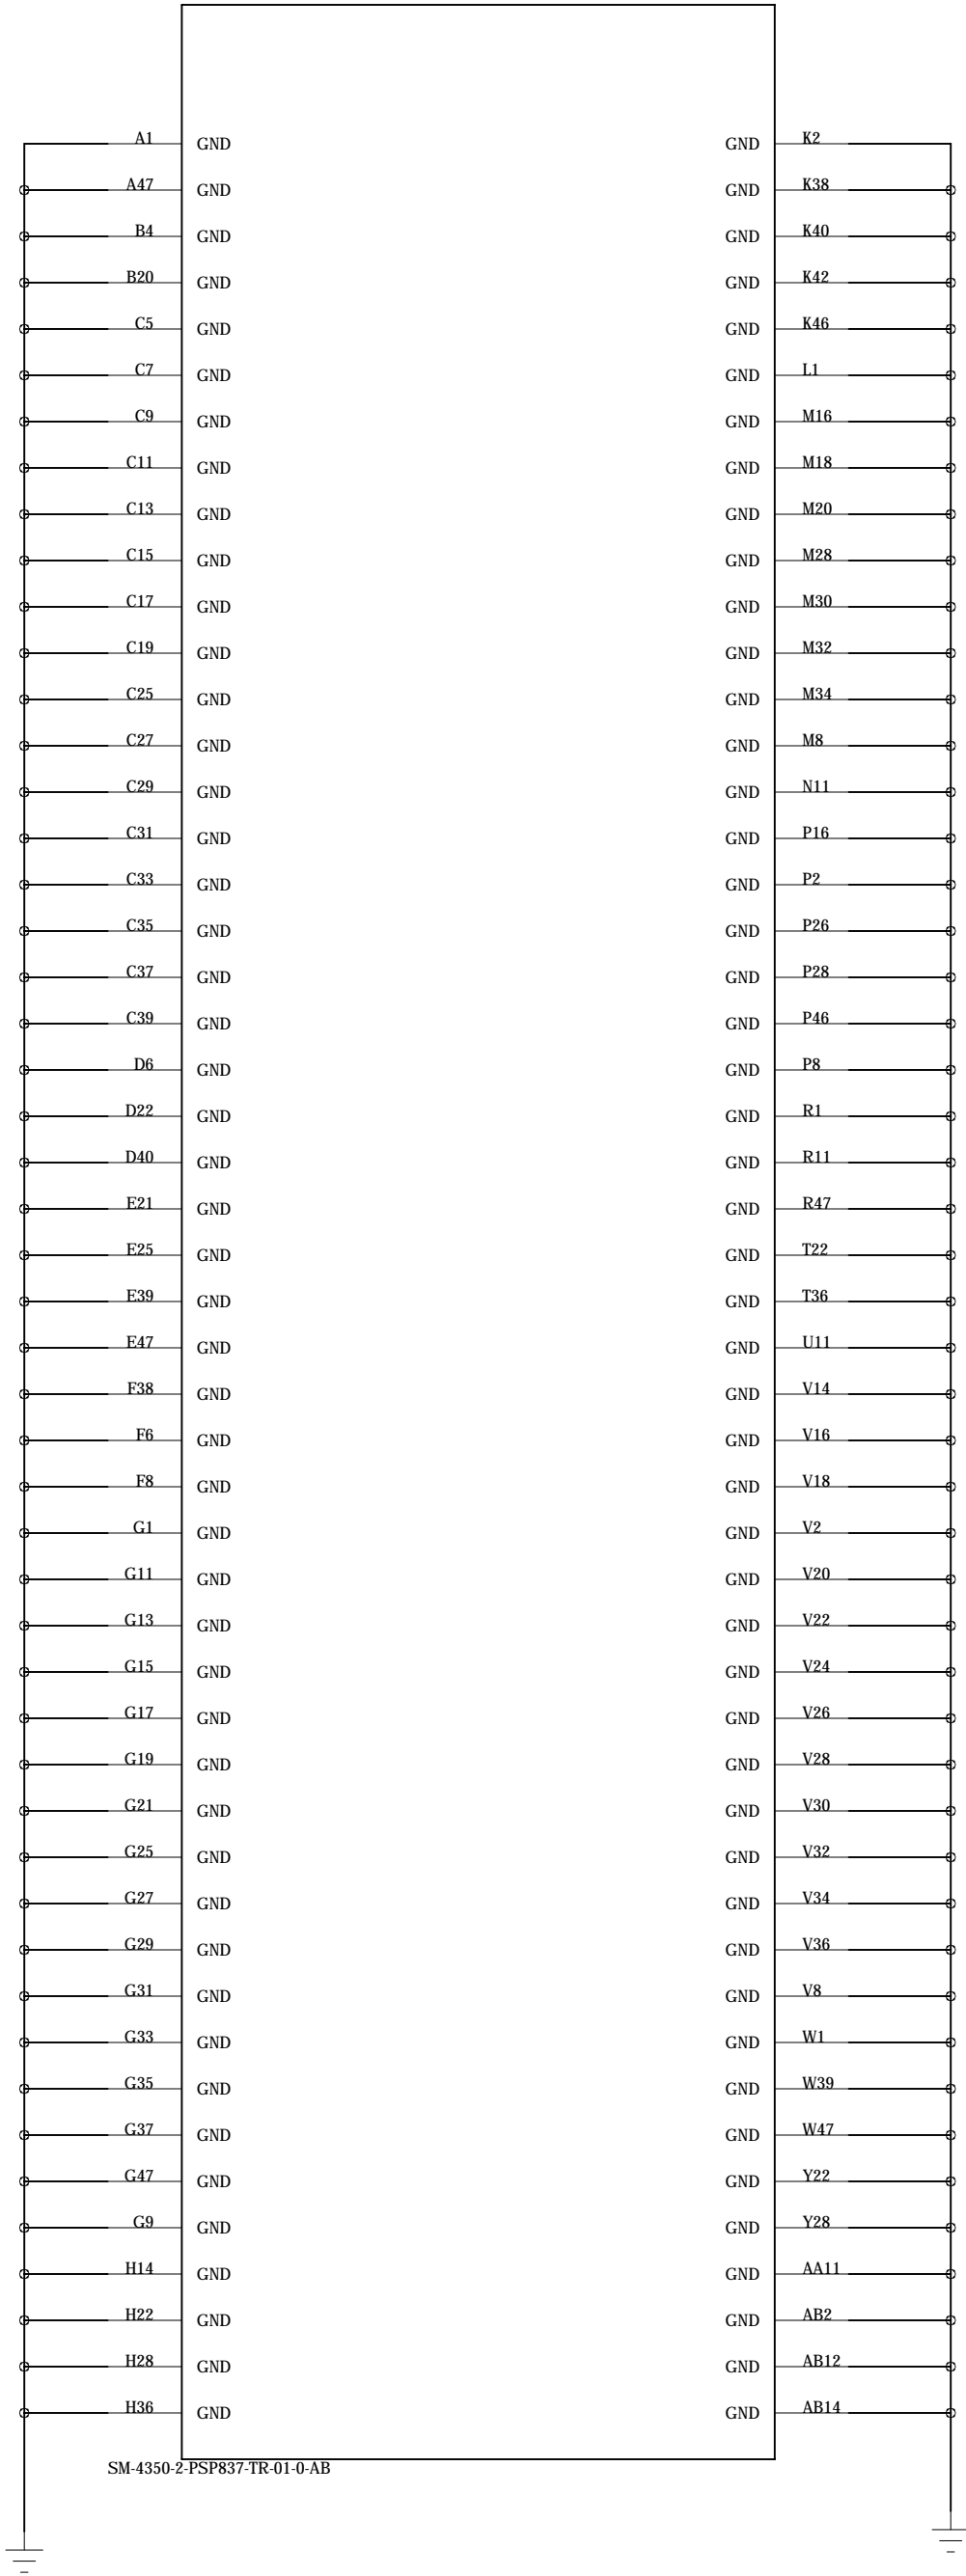 A1 GND GND K2
A47 GND GND K38
B4 GND GND K40
B20 GND GND K42
C5 GND GND K46
C7 GND GND L1
C9 GND GND M16
C11 GND GND M18
C13 GND GND M20
C15 GND GND M28
C17 GND GND M30
C19 GND GND M32
C25 GND GND M34
C27 GND GND M8
C29 GND GND N11
C31 GND GND P16
C33 GND GND P2
C35 GND GND P26
C37 GND GND P28
C39 GND GND P46
D6 GND GND P8
D22 GND GND R1
D40 GND GND R11
E21 GND GND R47
E25 GND GND T22
E39 GND GND T36
E47 GND GND U11
F38 GND GND V14
F6 GND GND V16
F8 GND GND V18
G1 GND GND V2
G11 GND GND V20
G13 GND GND V22
G15 GND GND V24
G17 GND GND V26
G19 GND GND V28
G21 GND GND V30
G25 GND GND V32
G27 GND GND V34
G29 GND GND V36
G31 GND GND V8
G33 GND GND W1
G35 GND GND W39
G37 GND GND W47
G47 GND GND Y22
G9 GND GND Y28
H14 GND GND AA11
H22 GND GND AB2
H28 GND GND AB12
H36 GND GND AB14
SM-4350-2-PSP837-TR-01-0-AB